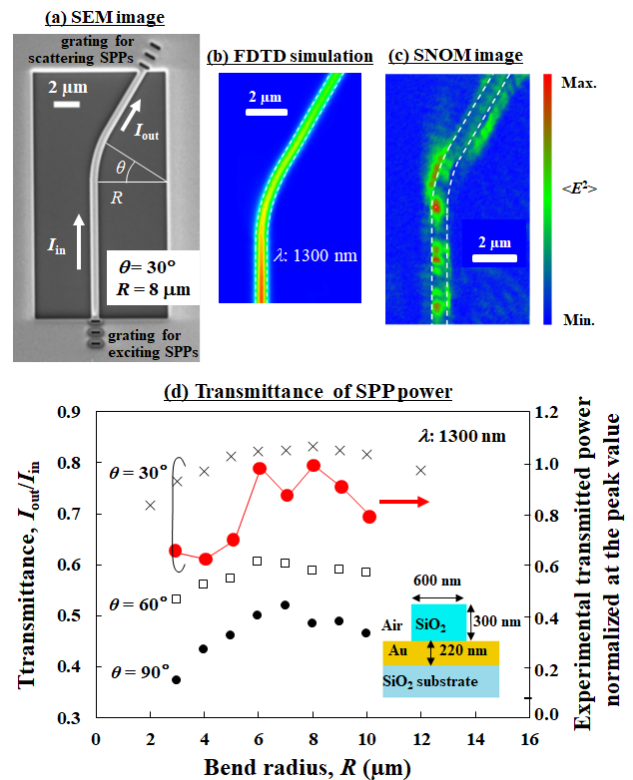 (a) SEM image
grating for
scattering SPPs
2 μm
Iout
θ
R
Iin
θ = 30°
R = 8 μm
grating for
exciting SPPs
(b) FDTD simulation
2 μm
λ: 1300 nm
(c) SNOM image
2 μm
Max.
<E²>
Min.
(d) Transmittance of SPP power
Ttransmittance, Iout/Iin
0.9
0.8
0.7
0.6
0.5
0.4
0.3
θ = 30°
θ = 60°
θ = 90°
λ: 1300 nm
600 nm
Air
SiO2
300 nm
Au
220 nm
SiO2 substrate
1.2
1.0
0.8
0.6
0.4
0.2
0.0
Experimental transmitted power
normalized at the peak value
0 2 4 6 8 10 12 14 16
Bend radius, R (μm)